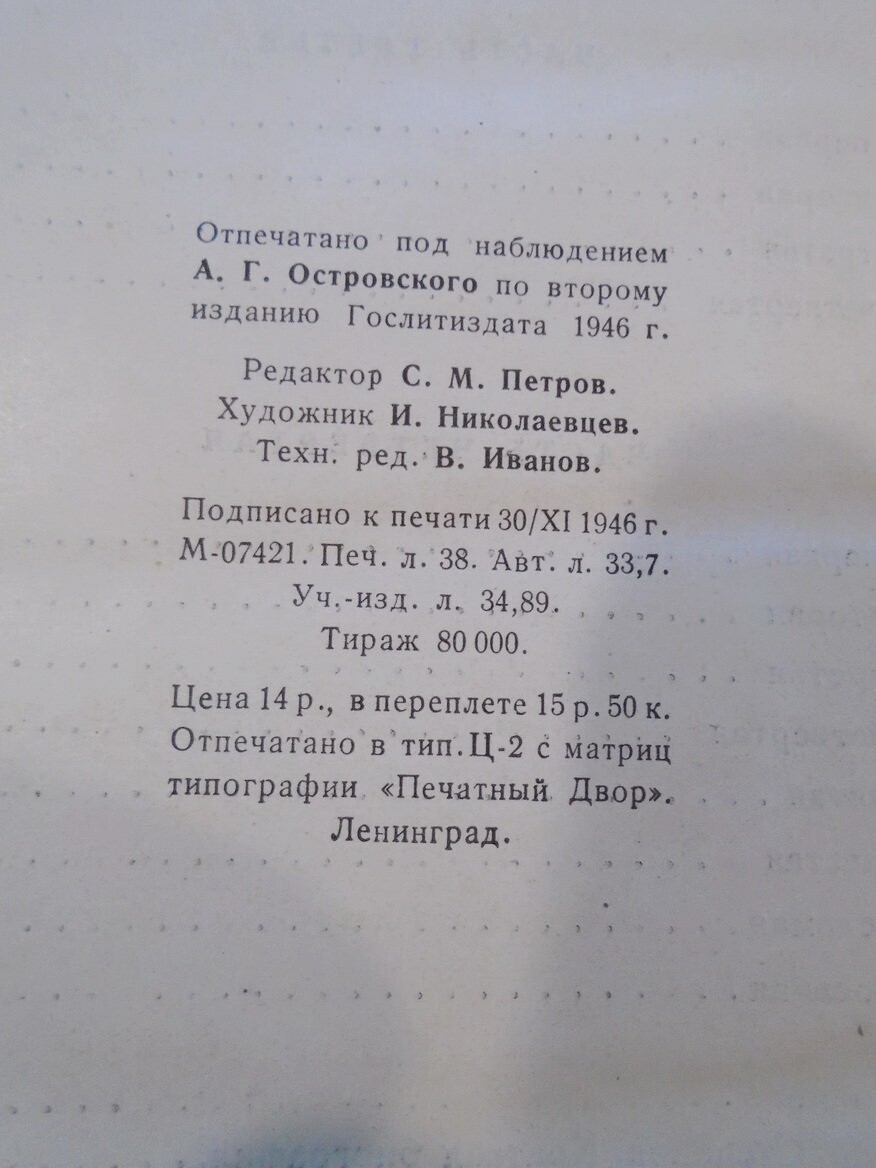 Отпечатано под наблюдением
А. Г. Островского по второму
изданию Гослитиздата 1946 г.
Редактор С. М. Петров.
Художник И. Николаевцев.
Техн. ред. В. Иванов.
Подписано к печати 30/XI 1946 г.
М-07421. Печ. л. 38. Авт. л. 33,7.
Уч.-изд. л. 34,89.
Тираж 80 000.
Цена 14 р., в переплете 15 р. 50 к.
Отпечатано в тип. Ц-2 с матриц
типографии «Печатный Двор».
Ленинград.